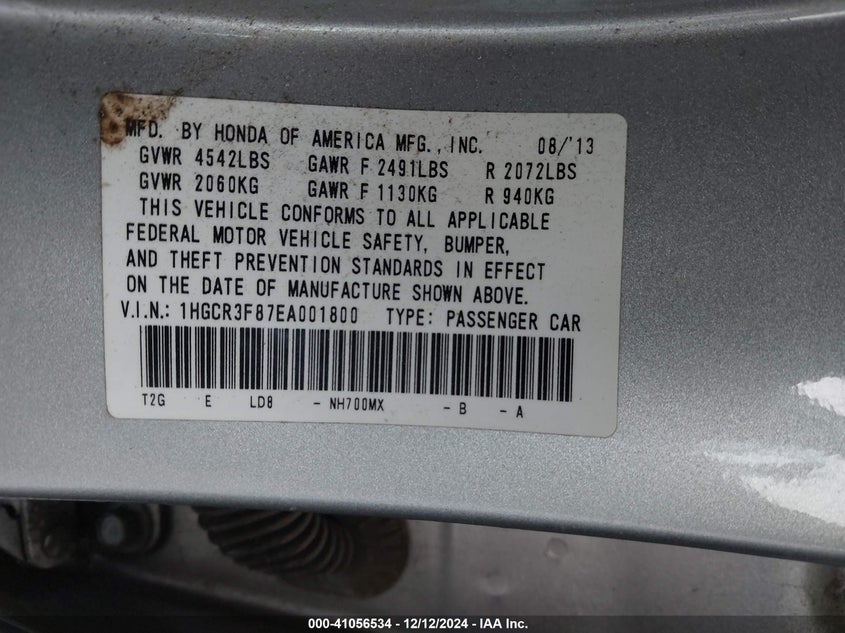 MFD. BY HONDA OF AMERICA MFG., INC. 08/'13
GVWR 4542LBS GAWR F 2491LBS R 2072LBS
GVWR 2060KG GAWR F 1130KG R 940KG
THIS VEHICLE CONFORMS TO ALL APPLICABLE
FEDERAL MOTOR VEHICLE SAFETY, BUMPER,
AND THEFT PREVENTION STANDARDS IN EFFECT
ON THE DATE OF MANUFACTURE SHOWN ABOVE.
V.I.N.: 1HGCR3F87EA001800 TYPE: PASSENGER CAR
T2G E LD8 - NH700MX - B - A
000-41056534 - 12/12/2024 - IAA Inc.